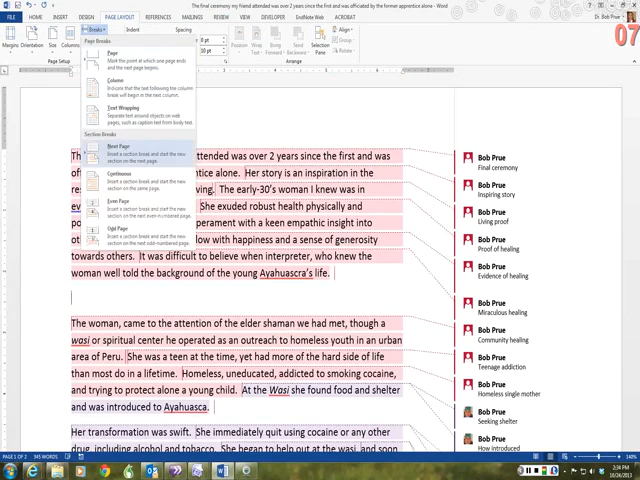 The final ceremony my friend attended was over 2 years since the first and was officiated by the former apprentice alone - Word
FILE HOME INSERT DESIGN PAGE LAYOUT REFERENCES MAILINGS REVIEW VIEW DEVELOPER EndNote Web ACROBAT
Dr. Bob Prue
07
Margins Orientation Size Columns
Breaks
Indent Spacing
0 pt
10 pt
Position Wrap Text Bring Forward Send Backward Selection Pane
Align
Group
Rotate
Page Setup
Page Breaks
Page
Mark the point at which one page ends and the next page begins.
Column
Indicate that the text following the column break will begin in the next column.
Text Wrapping
Separate text around objects on web pages, such as caption text from body text.
Section Breaks
Next Page
Insert a section break and start the new section on the next page.
Continuous
Insert a section break and start the new section on the same page.
Even Page
Insert a section break and start the new section on the next even-numbered page.
Odd Page
Insert a section break and start the new section on the next odd-numbered page.
attended was over 2 years since the first and was
alone. Her story is an inspiration in the
The early-30's woman I knew was in
She exuded robust health physically and
perament with a keen empathic insight into
with happiness and a sense of generosity
towards others. It was difficult to believe when interpreter, who knew the
woman well told the background of the young Ayahuascra's life.
The woman, came to the attention of the elder shaman we had met, though a
wasi or spiritual center he operated as an outreach to homeless youth in an urban
area of Peru. She was a teen at the time, yet had more of the hard side of life
than most do in a lifetime. Homeless, uneducated, addicted to smoking cocaine,
and trying to protect alone a young child. At the Wasi she found food and shelter
and was introduced to Ayahuasca.
Her transformation was swift. She immediately quit using cocaine or any other
drug, including alcohol and tobacco. She began to help out at the wasi, and soon
Bob Prue
Final ceremony
Bob Prue
Inspiring story
Bob Prue
Living proof
Bob Prue
Proof of healing
Bob Prue
Evidence of healing
Bob Prue
Miraculous healing
Bob Prue
Community healing
Bob Prue
Teenage addiction
Bob Prue
Homeless single mother
Bob Prue
Seeking shelter
Bob Prue
How introduced
PAGE 1 OF 2 345 WORDS
140%
2:34 PM
10/26/2013